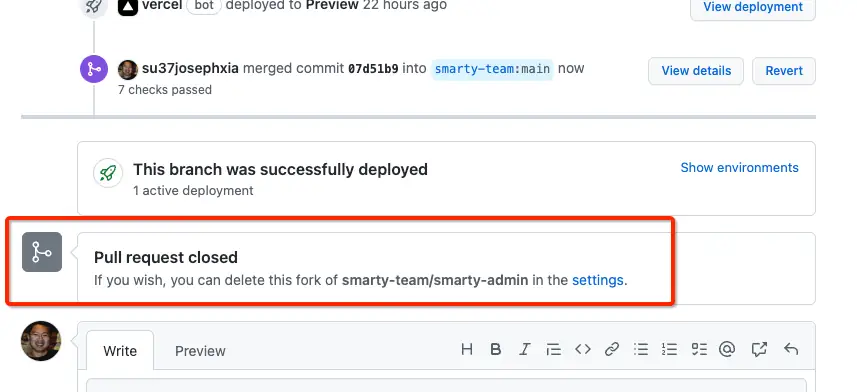 vercel bot deployed to Preview 22 hours ago
View deployment
su37josephxia merged commit 07d51b9 into smarty-team:main now
View details
Revert
7 checks passed
This branch was successfully deployed
Show environments
1 active deployment
Pull request closed
If you wish, you can delete this fork of smarty-team/smarty-admin in the settings.
Write
Preview